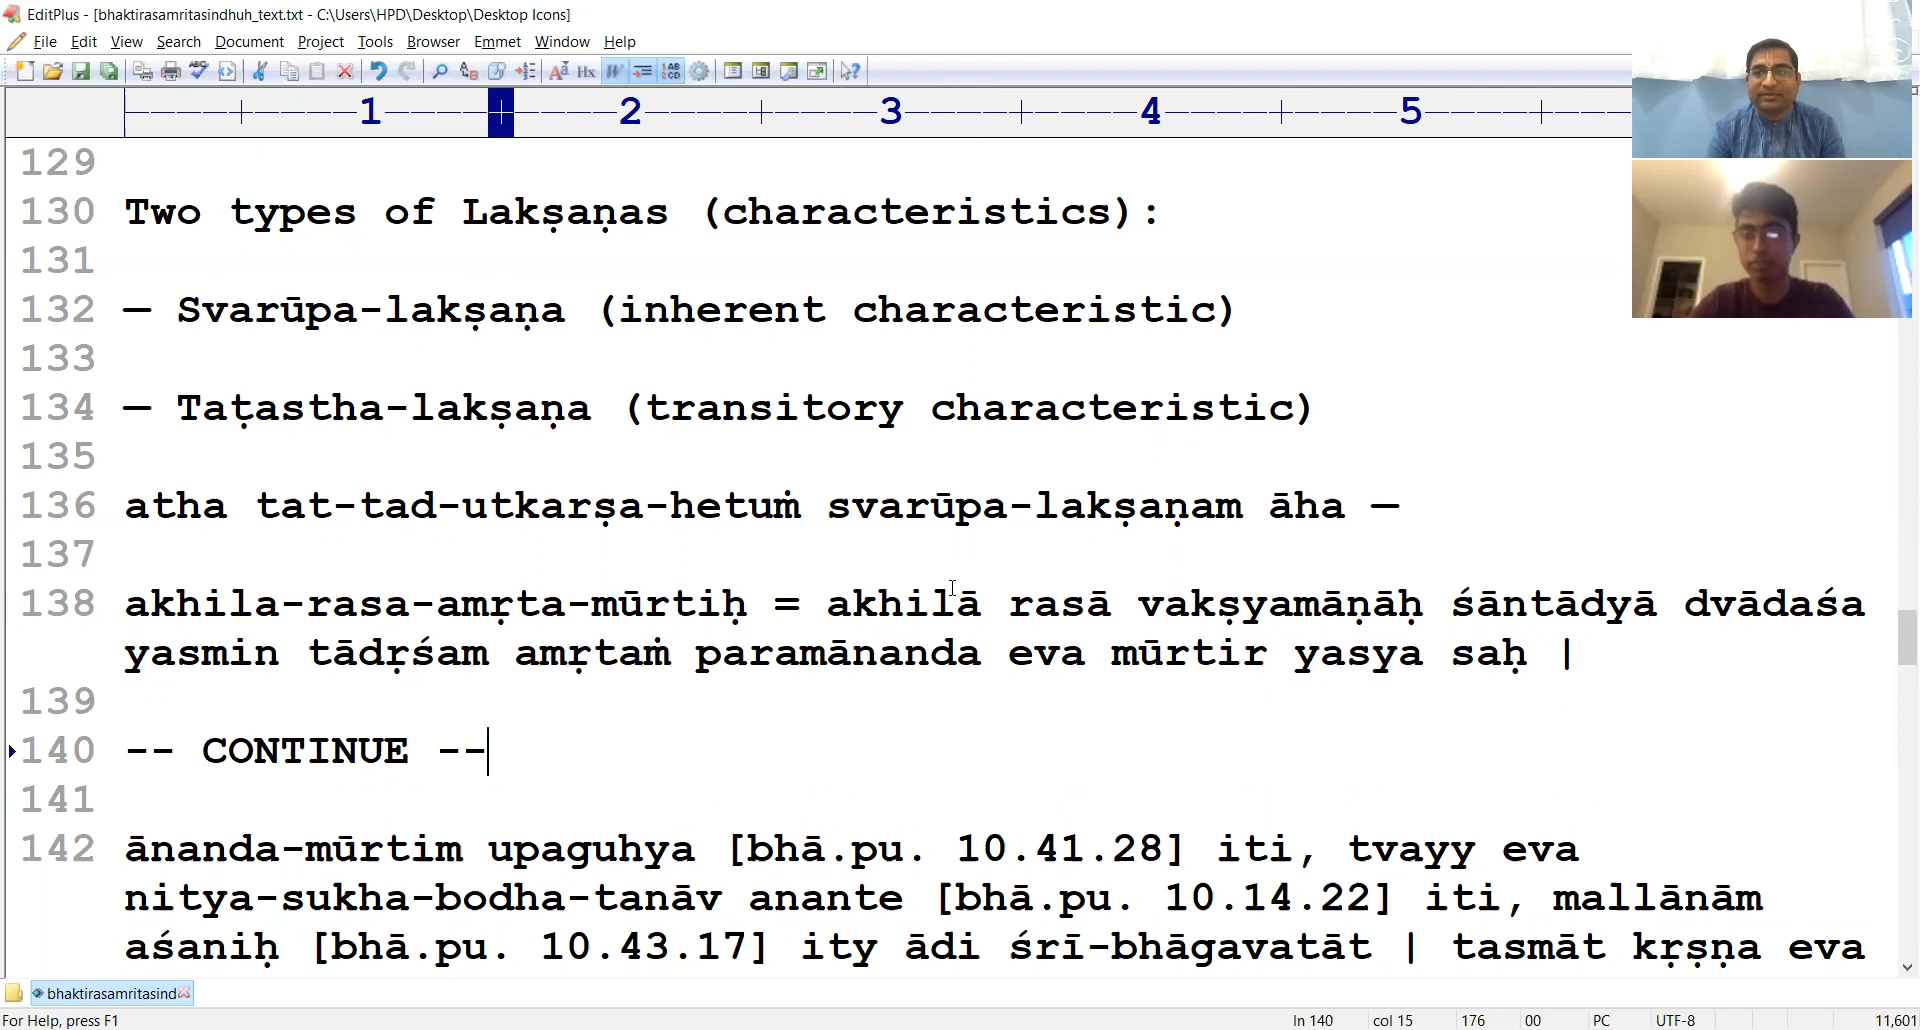 EditPlus - [bhaktirasamritasindhuh_text.txt - C:\Users\HPD\Desktop\Desktop Icons]
File Edit View Search Document Project Tools Browser Emmet Window Help
1 2 3 4 5
129
130 Two types of Lakṣaṇas (characteristics):
131
132 — Svarūpa-lakṣaṇa (inherent characteristic)
133
134 — Taṭastha-lakṣaṇa (transitory characteristic)
135
136 atha tat-tad-utkarṣa-hetuṁ svarūpa-lakṣaṇam āha —
137
138 akhila-rasa-amṛta-mūrtiḥ = akhilā rasā vakṣyamāṇāḥ śāntādyā dvādaśa
yasmin tādṛśam amṛtaṁ paramānanda eva mūrtir yasya saḥ |
139
140 -- CONTINUE --
141
142 ānanda-mūrtim upaguhya [bhā.pu. 10.41.28] iti, tvayy eva
nitya-sukha-bodha-tanāv anante [bhā.pu. 10.14.22] iti, mallānām
aśaniḥ [bhā.pu. 10.43.17] ity ādi śrī-bhāgavatāt | tasmāt kṛṣṇa eva
bhaktirasamritasind
For Help, press F1 ln 140 col 15 176 00 PC UTF-8 11,601